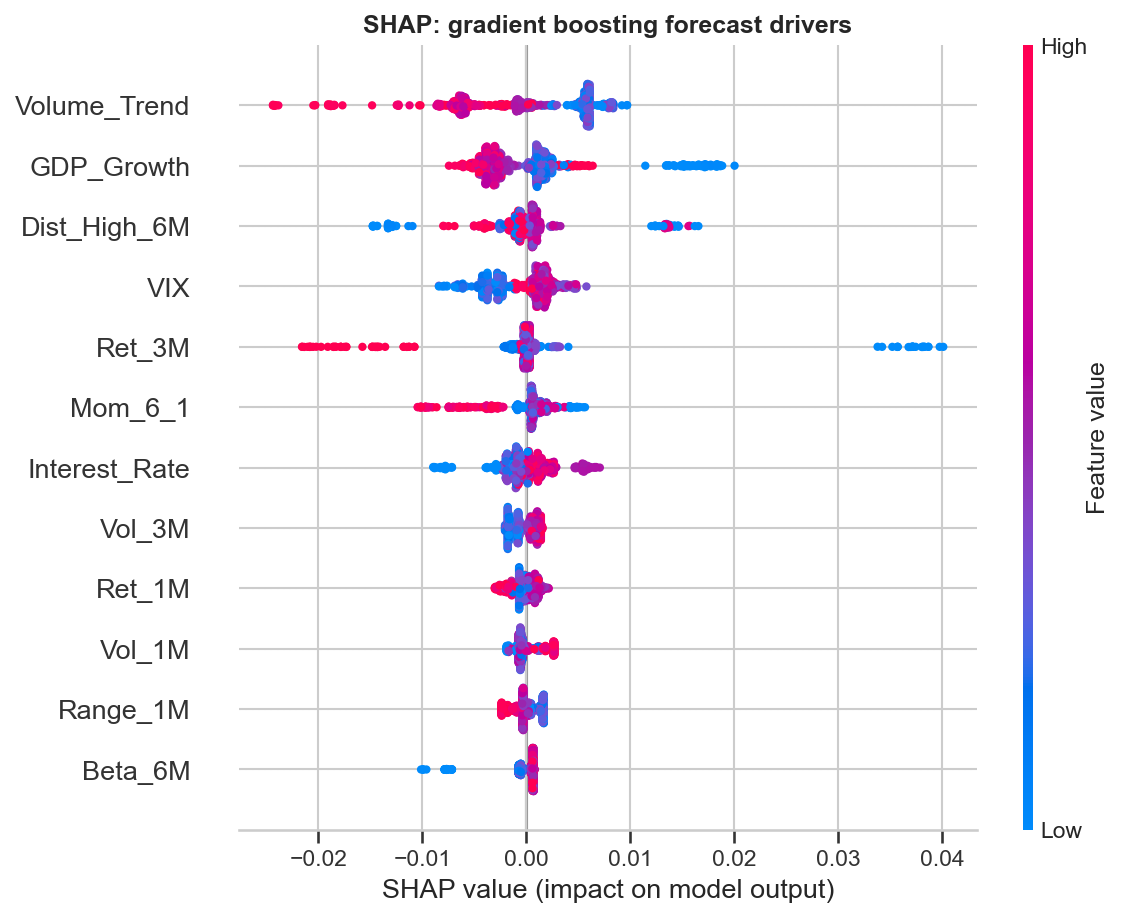 SHAP: gradient boosting forecast drivers
High
Volume_Trend
GDP_Growth
Dist_High_6M
VIX
Ret_3M
Mom_6_1
Interest_Rate
Vol_3M
Ret_1M
Vol_1M
Range_1M
Beta_6M
Feature value
Low
−0.02 −0.01 0.00 0.01 0.02 0.03 0.04
SHAP value (impact on model output)